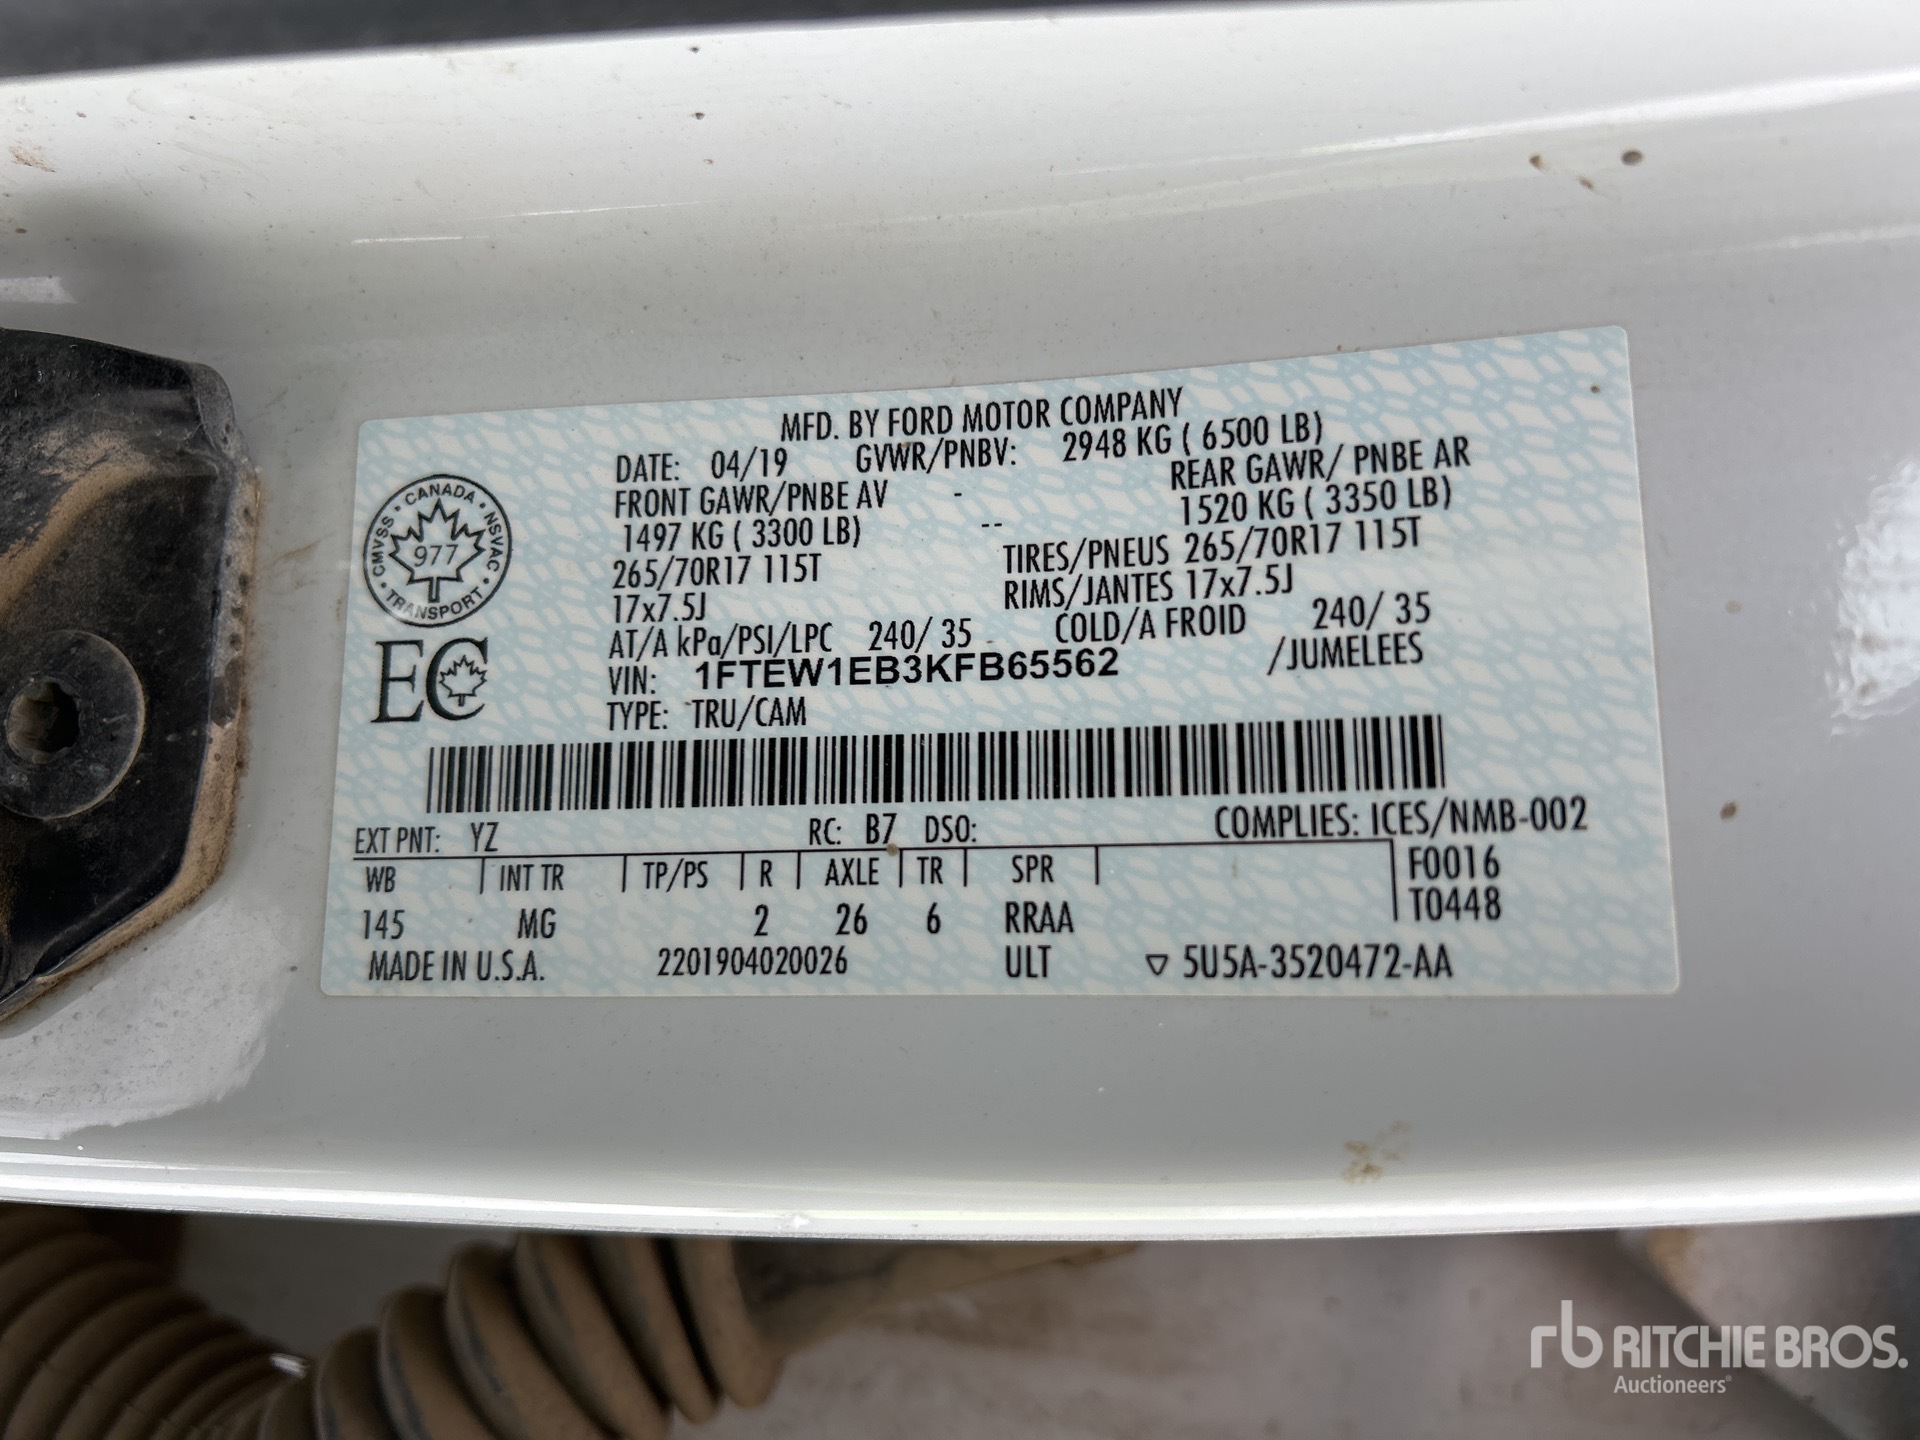 MFD. BY FORD MOTOR COMPANY
DATE: 04/19 GVWR/PNBV: 2948 KG ( 6500 LB)
FRONT GAWR/PNBE AV - REAR GAWR/ PNBE AR
1497 KG ( 3300 LB) -- 1520 KG ( 3350 LB)
265/70R17 115T TIRES/PNEUS 265/70R17 115T
17x7.5J RIMS/JANTES 17x7.5J
AT/A kPa/PSI/LPC 240/ 35 - COLD/A FROID 240/ 35
VIN: 1FTEW1EB3KFB65562 /JUMELEES
TYPE: TRU/CAM
CANADA
CMVSS · NSVAC
977
TRANSPORT
EC
EXT PNT: YZ RC: B7 DSO: COMPLIES: ICES/NMB-002
WB INT TR TP/PS R AXLE TR SPR F0016
145 MG 2 26 6 RRAA T0448
MADE IN U.S.A. 2201904020026 ULT ▽ 5U5A-3520472-AA
rb RITCHIE BROS.
Auctioneers®